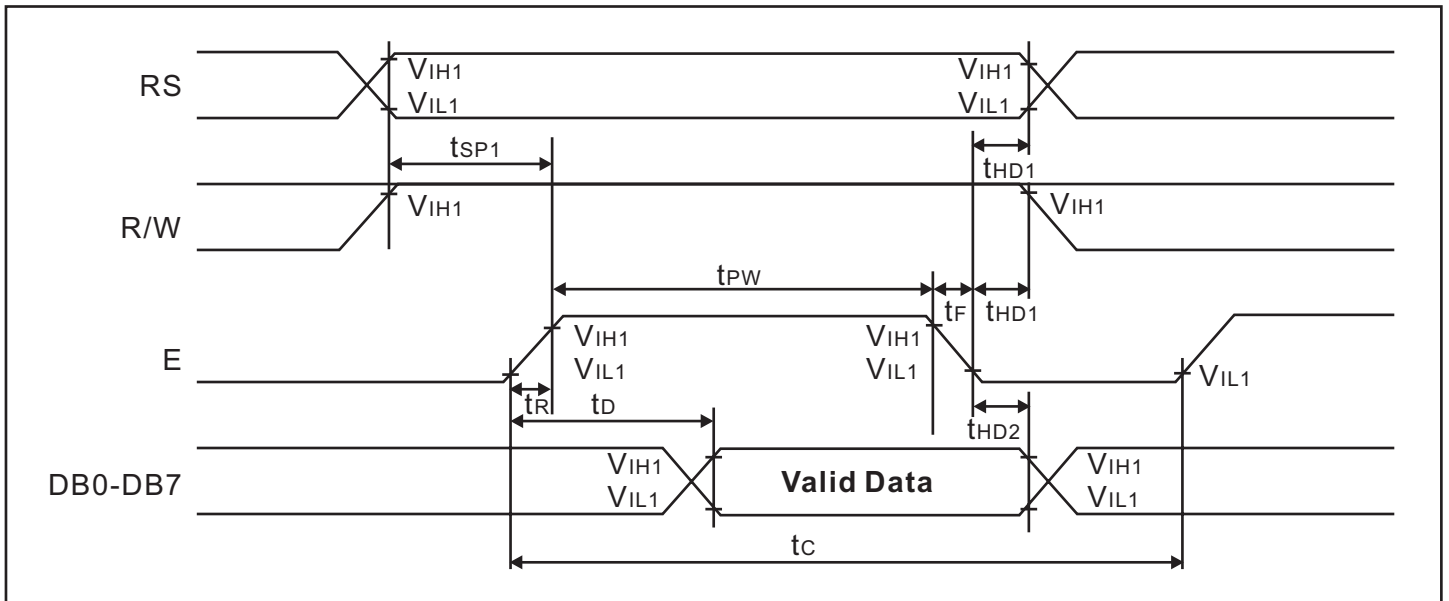 RS
VIH1
VIL1
VIH1
VIL1
tSP1
tHD1
R/W
VIH1
VIH1
tPW
tF
tHD1
E
VIH1
VIL1
VIH1
VIL1
VIL1
tR
tD
tHD2
DB0-DB7
VIH1
VIL1
Valid Data
VIH1
VIL1
tC